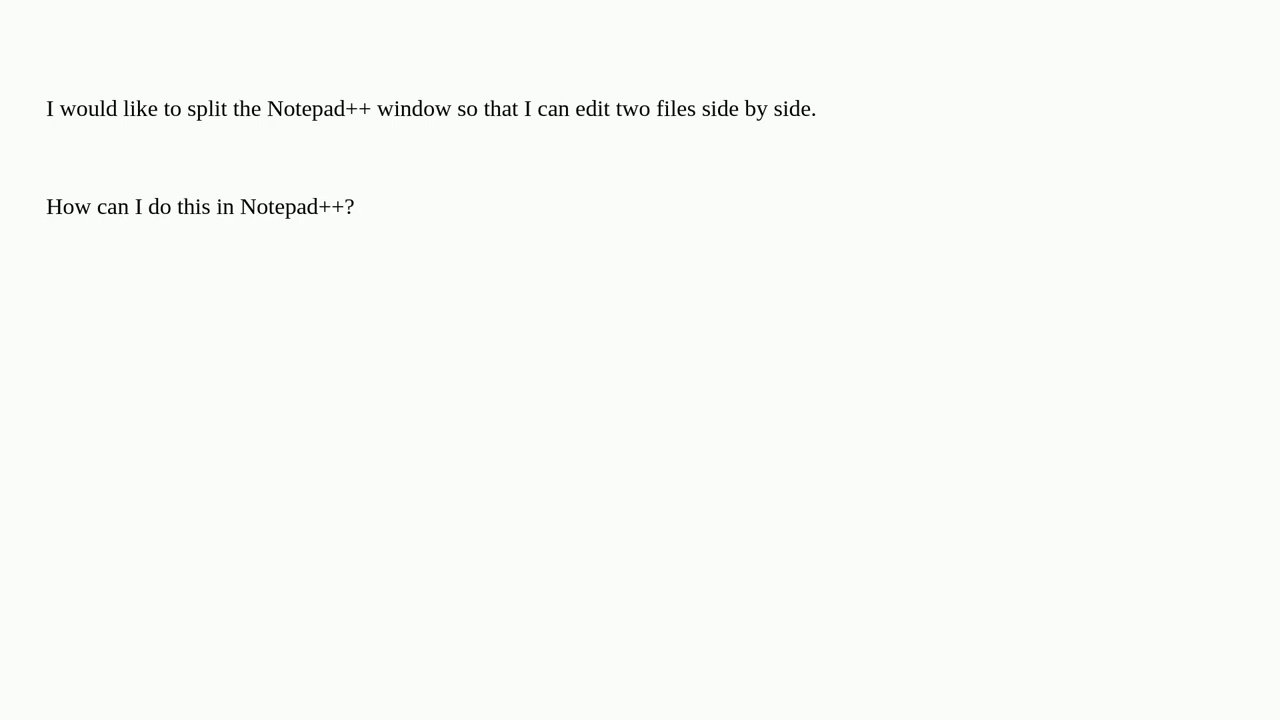 I would like to split the Notepad++ window so that I can edit two files side by side.
How can I do this in Notepad++?